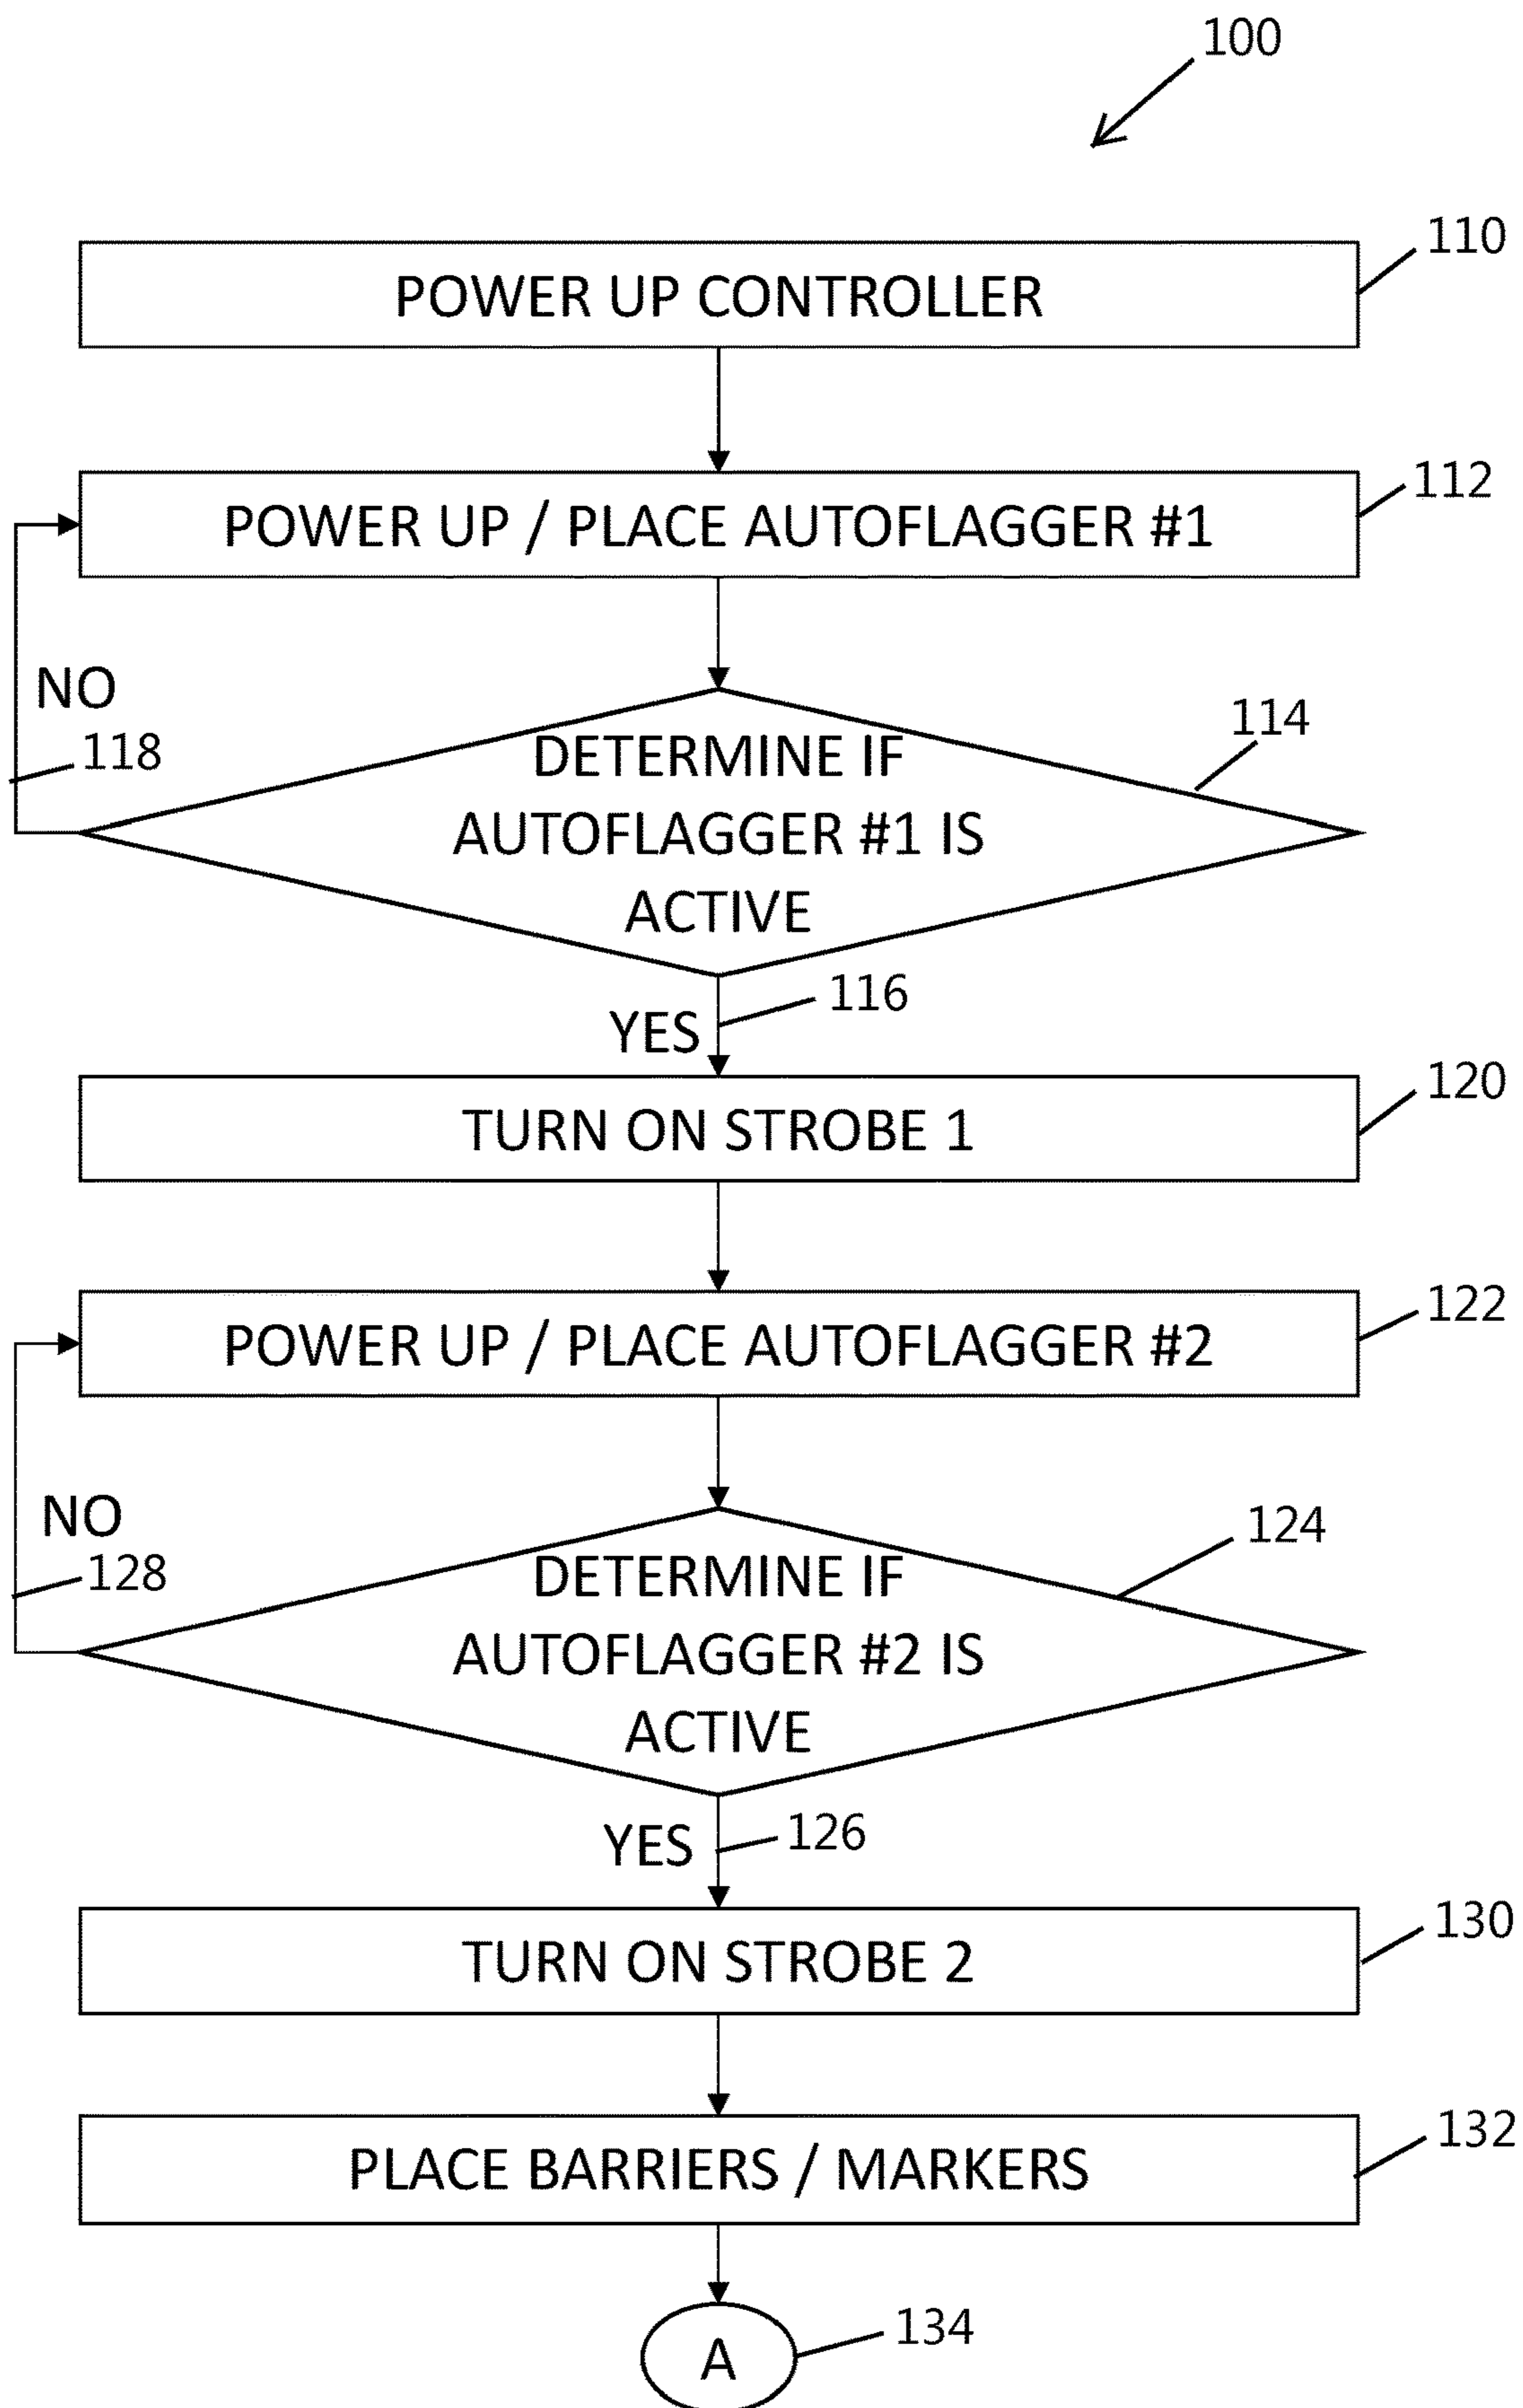 100
110
POWER UP CONTROLLER
112
POWER UP / PLACE AUTOFLAGGER #1
NO
118
114
DETERMINE IF
AUTOFLAGGER #1 IS
ACTIVE
116
YES
120
TURN ON STROBE 1
122
POWER UP / PLACE AUTOFLAGGER #2
NO
128
124
DETERMINE IF
AUTOFLAGGER #2 IS
ACTIVE
126
YES
130
TURN ON STROBE 2
132
PLACE BARRIERS / MARKERS
134
A